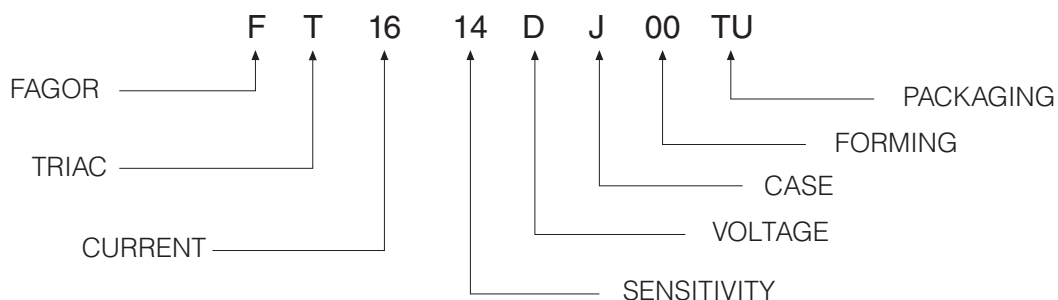 F T 16 14 D J 00 TU
FAGOR
PACKAGING
FORMING
TRIAC
CASE
VOLTAGE
CURRENT
SENSITIVITY